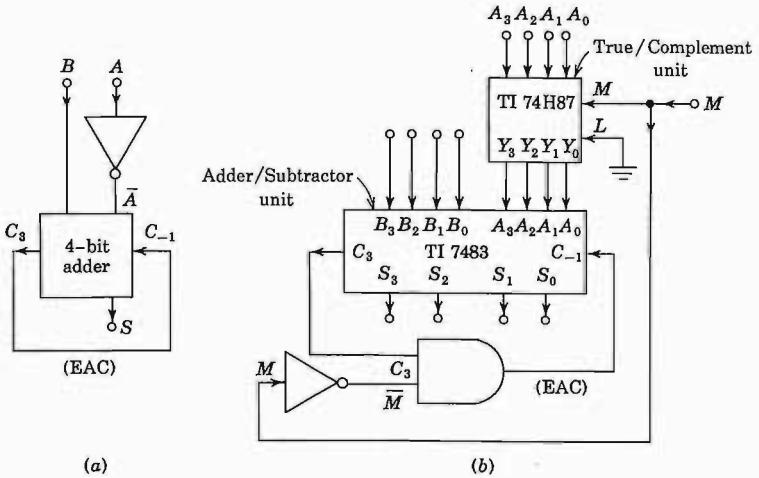 B
A
A̅
C₃
C₋₁
4-bit
adder
S
(EAC)
(a)
A₃ A₂ A₁ A₀
True/Complement
unit
TI 74H87
M
M
L
Y₃ Y₂ Y₁ Y₀
Adder/Subtractor
unit
B₃ B₂ B₁ B₀
A₃ A₂ A₁ A₀
C₃
TI 7483
C₋₁
S₃
S₂
S₁
S₀
C₃
M
M̅
(EAC)
(b)